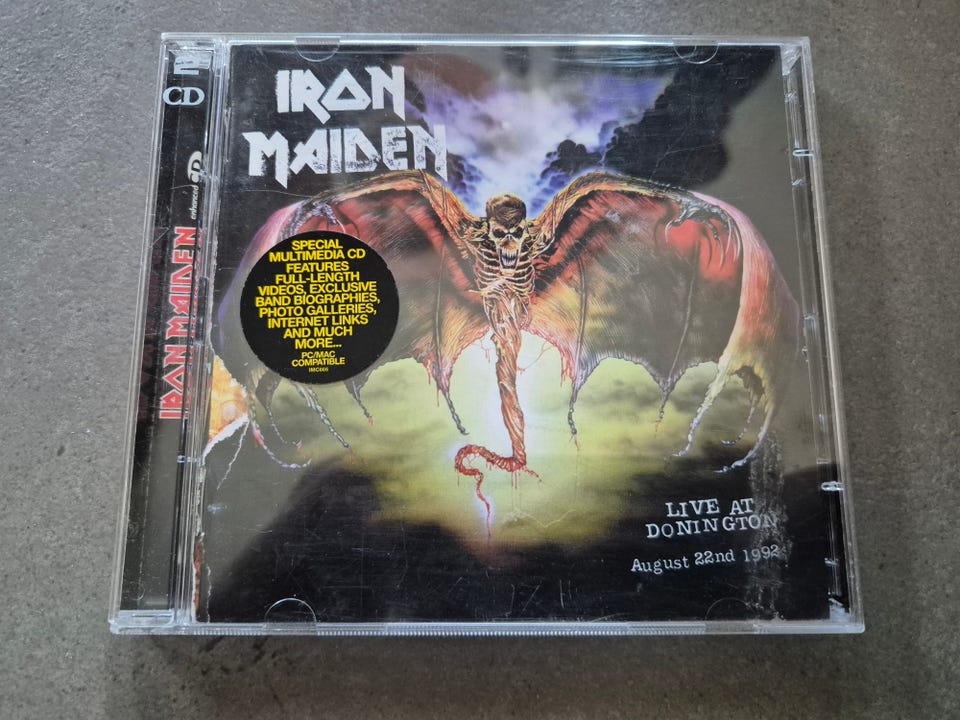 IRON
MAIDEN
SPECIAL
MULTIMEDIA CD
FEATURES
FULL-LENGTH
VIDEOS, EXCLUSIVE
BAND BIOGRAPHIES,
PHOTO GALLERIES,
INTERNET LINKS
AND MUCH
MORE...
PC/MAC
COMPATIBLE
LIVE AT
DONINGTON
August 22nd 1992
CD
enhanced
IRON MAIDEN